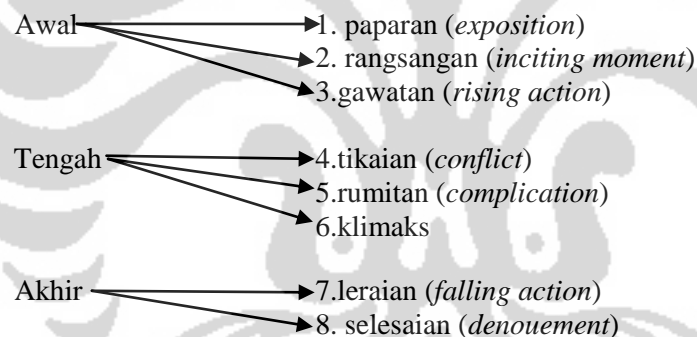 Awal 1. paparan (exposition)
2. rangsangan (inciting moment)
3.gawatan (rising action)
Tengah 4.tikaian (conflict)
5.rumitan (complication)
6.klimaks
Akhir 7.leraian (falling action)
8. selesaian (denouement)